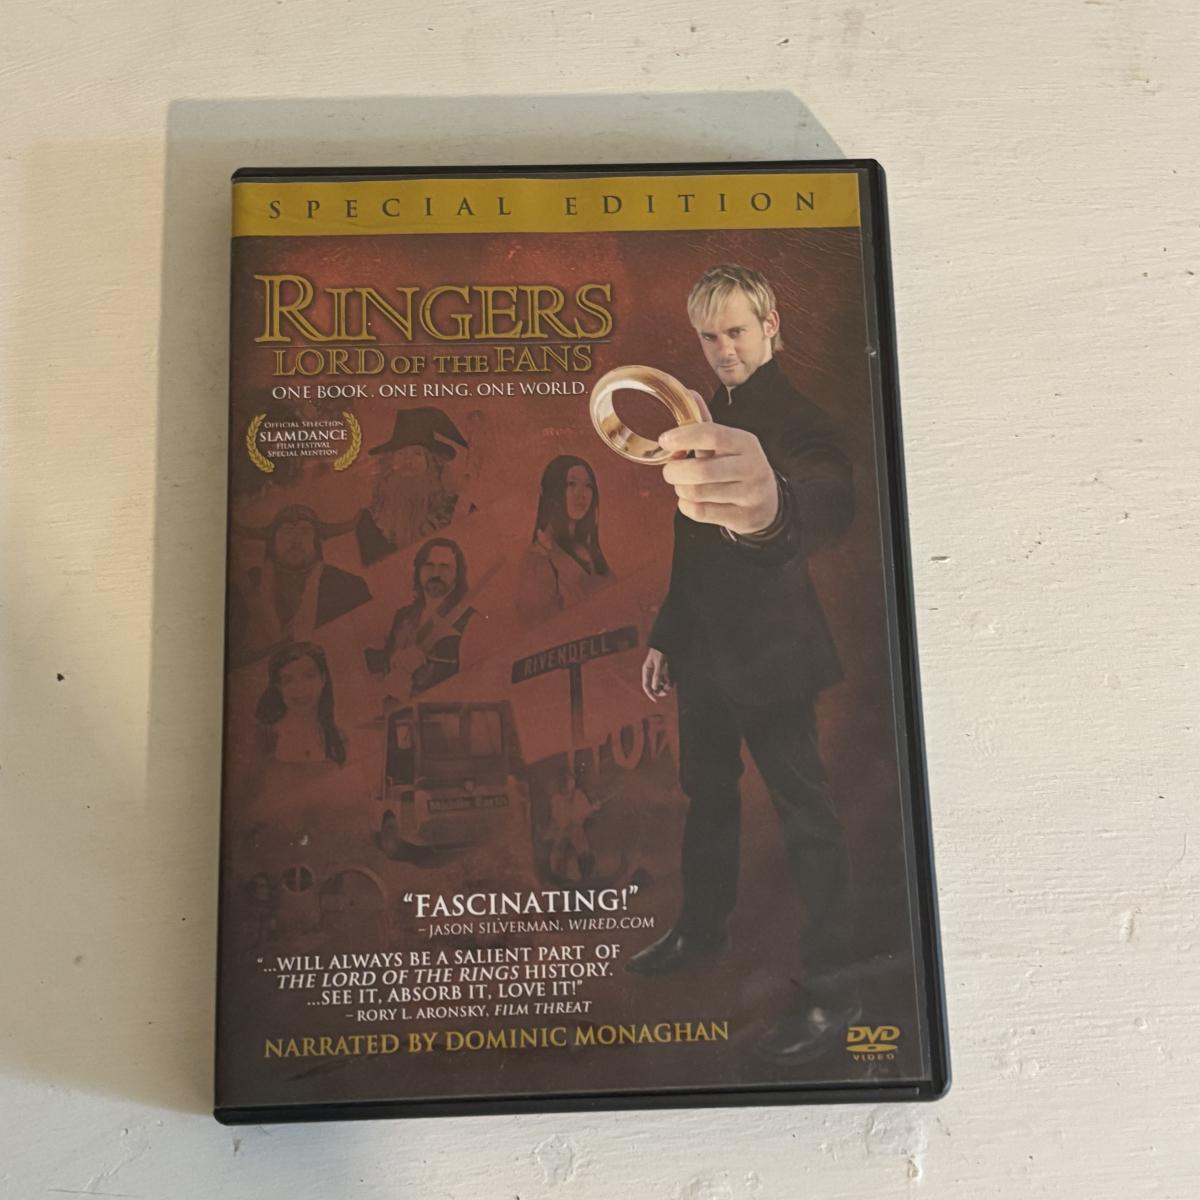 SPECIAL EDITION
RINGERS
LORD OF THE FANS
ONE BOOK. ONE RING. ONE WORLD.
OFFICIAL SELECTION
SLAMDANCE
FILM FESTIVAL
SPECIAL MENTION
RIVENDELL
Middle Earth
"FASCINATING!"
– JASON SILVERMAN, WIRED.COM
"...WILL ALWAYS BE A SALIENT PART OF
THE LORD OF THE RINGS HISTORY.
...SEE IT, ABSORB IT, LOVE IT!"
– RORY L. ARONSKY, FILM THREAT
NARRATED BY DOMINIC MONAGHAN
DVD
VIDEO